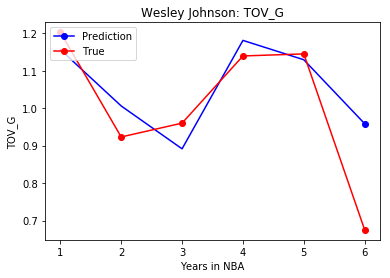 Wesley Johnson: TOV_G
Prediction
True
1.2
1.1
1.0
0.9
0.8
0.7
TOV_G
1 2 3 4 5 6
Years in NBA